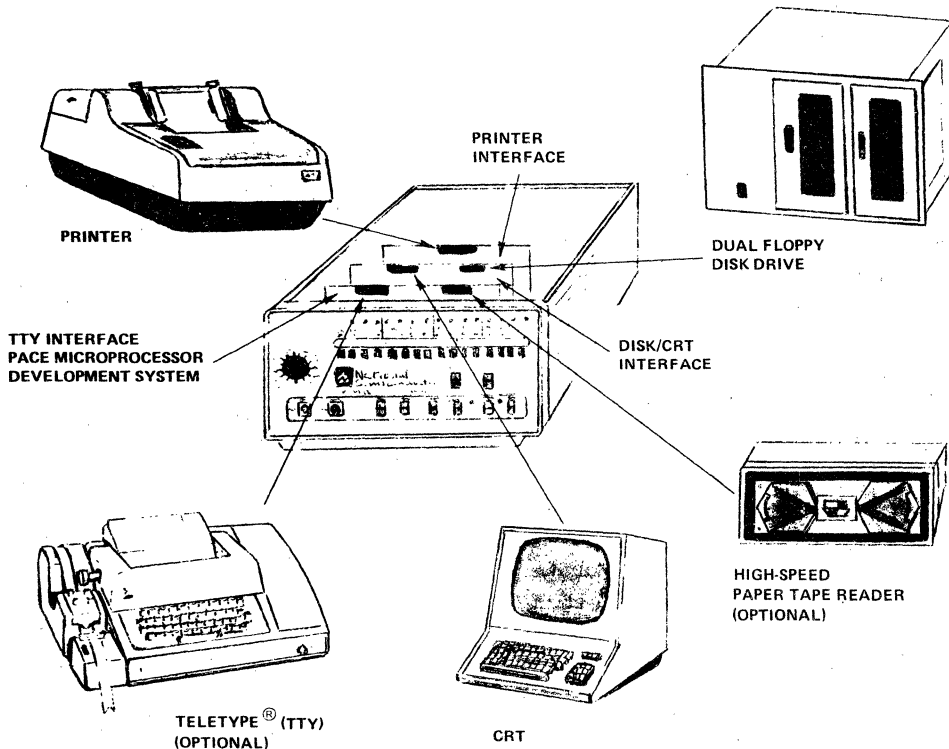 PRINTER
INTERFACE
PRINTER
DUAL FLOPPY
DISK DRIVE
TTY INTERFACE
PACE MICROPROCESSOR
DEVELOPMENT SYSTEM
DISK/CRT
INTERFACE
National
HIGH-SPEED
PAPER TAPE READER
(OPTIONAL)
TELETYPE ® (TTY)
(OPTIONAL)
CRT